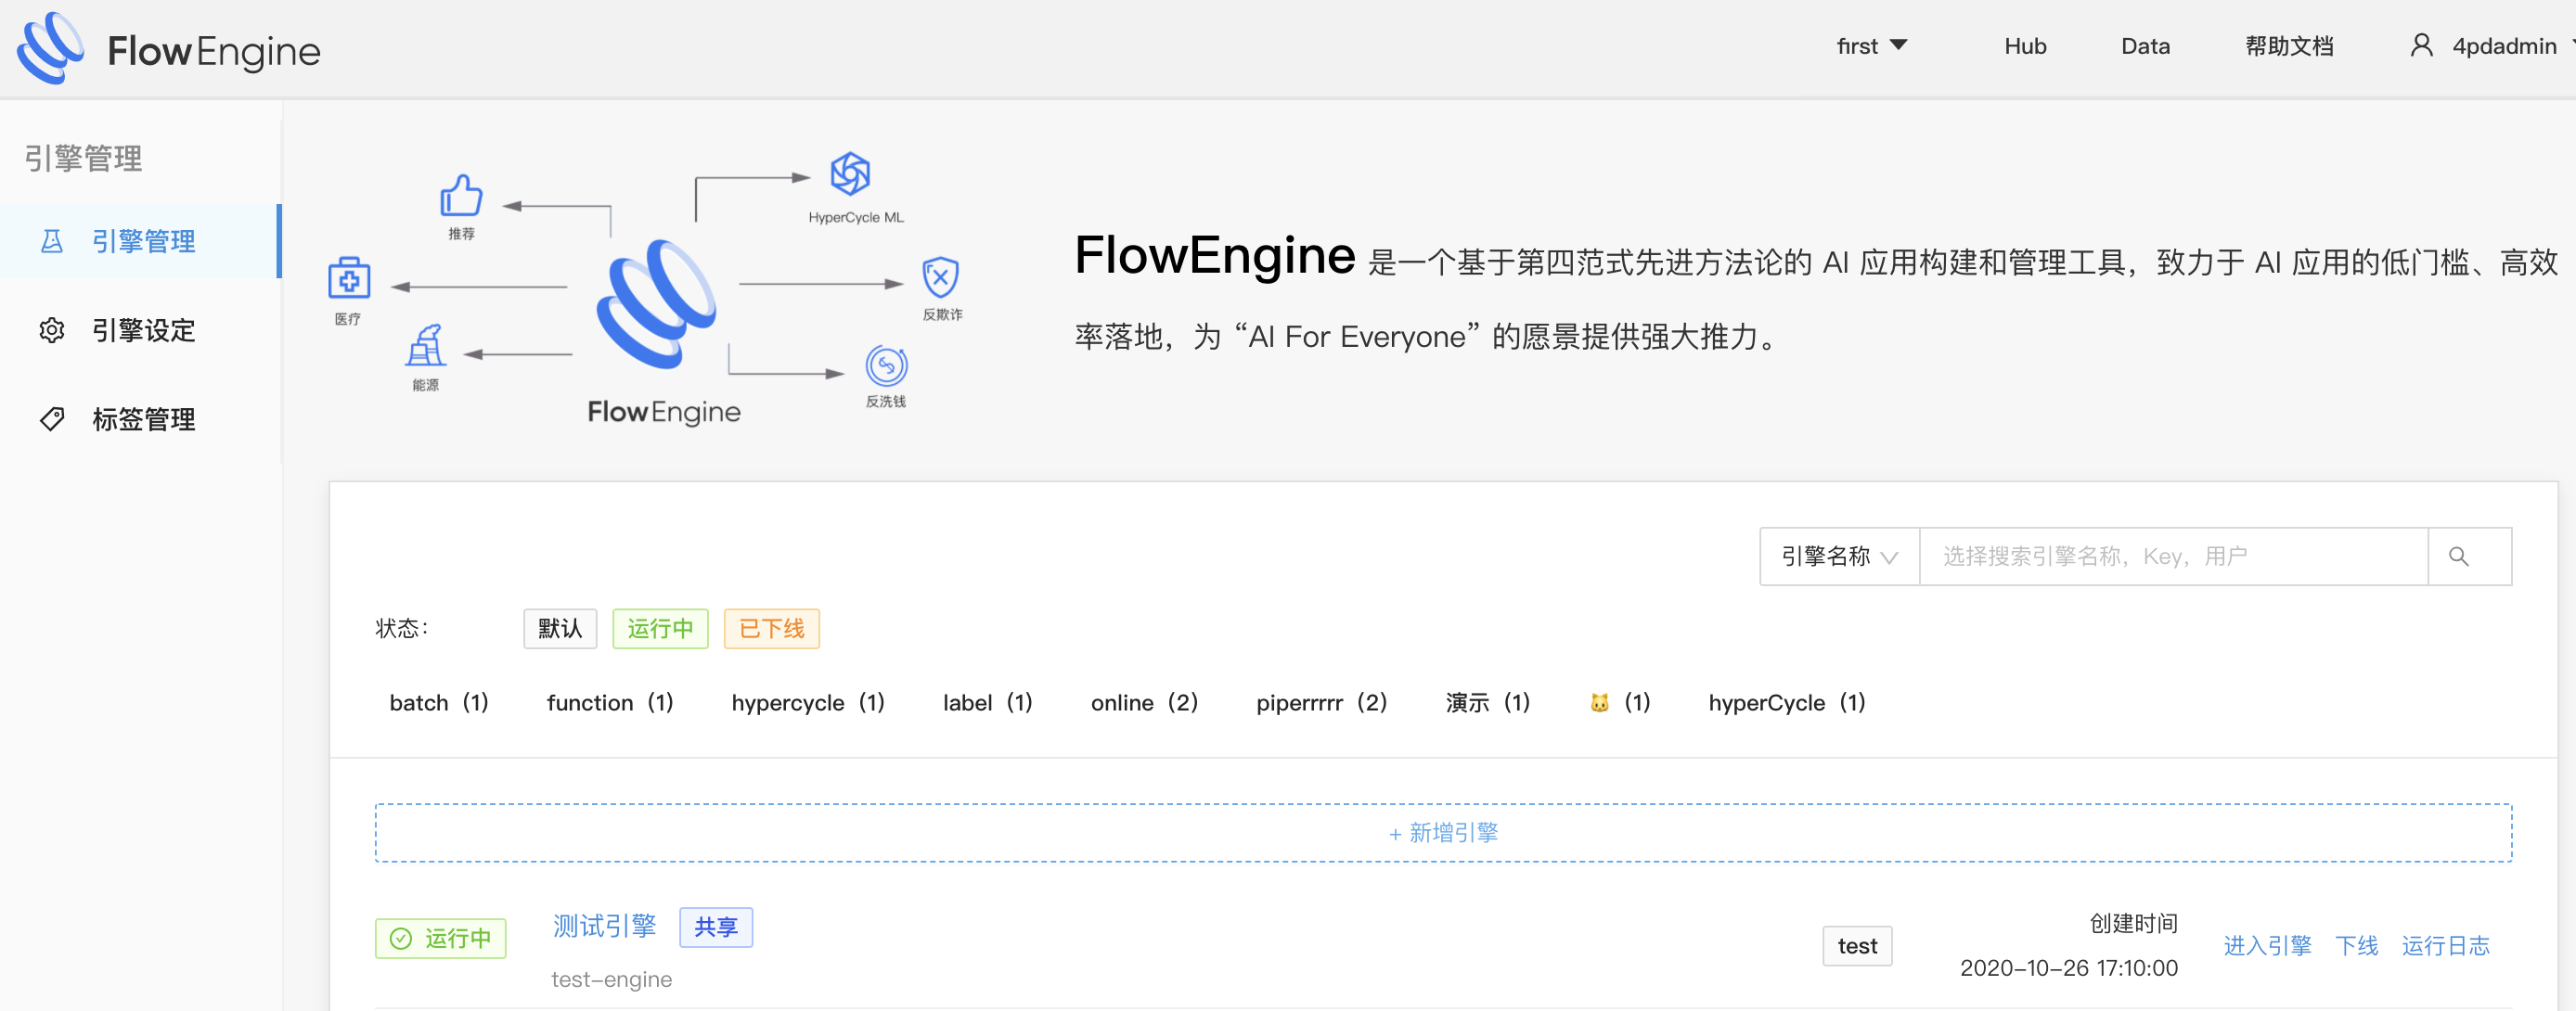 FlowEngine
first
Hub
Data
帮助文档
4pdadmin
引擎管理
引擎管理
引擎设定
标签管理
推荐
HyperCycle ML
医疗
反欺诈
能源
反洗钱
FlowEngine
FlowEngine 是一个基于第四范式先进方法论的 AI 应用构建和管理工具，致力于 AI 应用的低门槛、高效
率落地，为 “AI For Everyone” 的愿景提供强大推力。
引擎名称
选择搜索引擎名称，Key，用户
状态：
默认
运行中
已下线
batch（1）
function（1）
hypercycle（1）
label（1）
online（2）
piperrrrr（2）
演示（1）
🐱（1）
hyperCycle（1）
+ 新增引擎
运行中
测试引擎
共享
test-engine
test
创建时间
2020-10-26 17:10:00
进入引擎
下线
运行日志